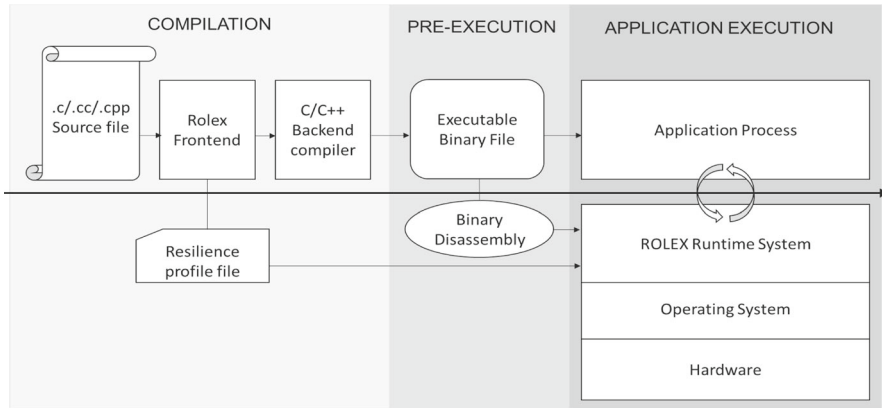 COMPILATION
PRE-EXECUTION
APPLICATION EXECUTION
.c/.cc/.cpp
Source file
Rolex
Frontend
C/C++
Backend
compiler
Executable
Binary File
Application Process
Binary
Disassembly
ROLEX Runtime System
Resilience
profile file
Operating System
Hardware